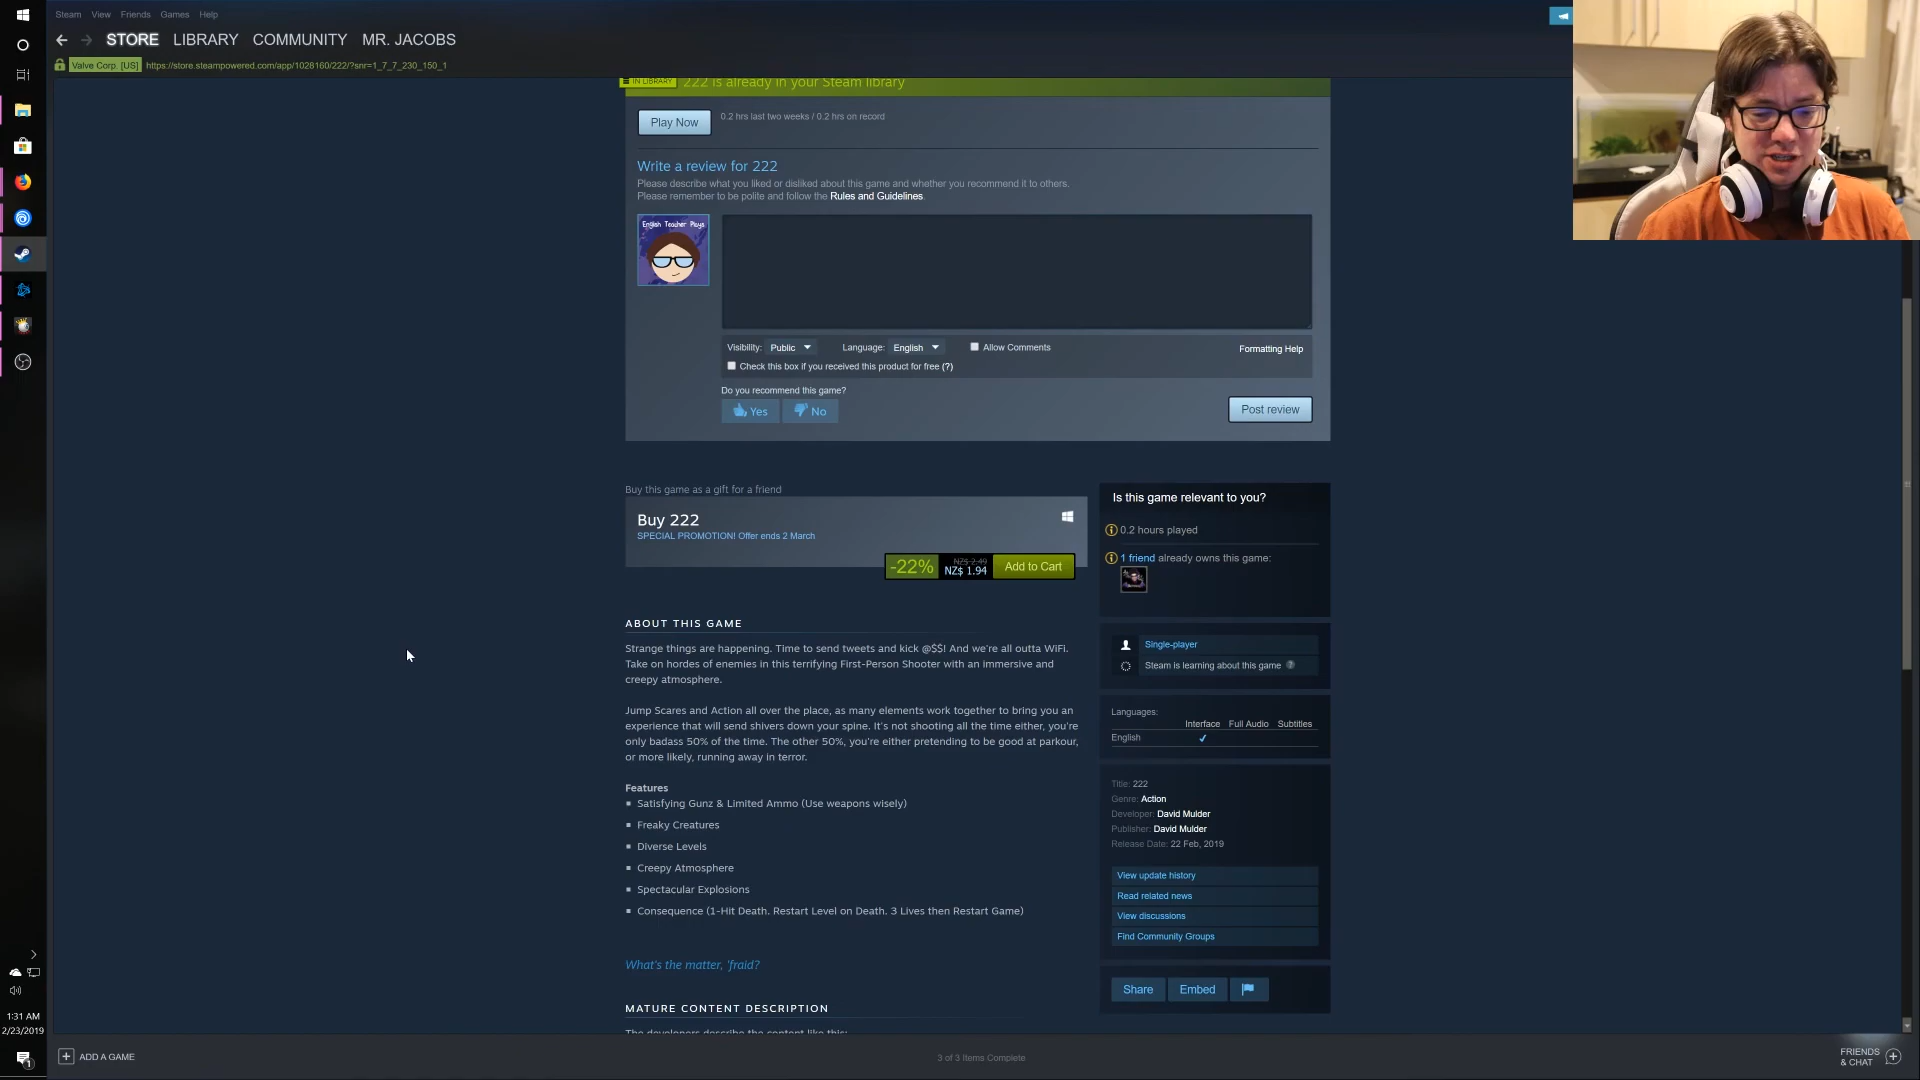 Steam View Friends Games Help
STORE LIBRARY COMMUNITY MR. JACOBS
Valve Corp. [US] https://store.steampowered.com/app/1028160/222/?snr=1_7_7_230_150_1
IN LIBRARY 222 is already in your Steam library
Play Now 0.2 hrs last two weeks / 0.2 hrs on record
Write a review for 222
Please describe what you liked or disliked about this game and whether you recommend it to others.
Please remember to be polite and follow the Rules and Guidelines.
English Teacher Plays
Visibility: Public Language: English Allow Comments Formatting Help
Check this box if you received this product for free (?)
Do you recommend this game?
Yes No Post review
Buy this game as a gift for a friend
Buy 222
SPECIAL PROMOTION! Offer ends 2 March
-22% NZ$ 2.49 NZ$ 1.94 Add to Cart
Is this game relevant to you?
0.2 hours played
1 friend already owns this game:
ABOUT THIS GAME
Strange things are happening. Time to send tweets and kick @$$! And we're all outta WiFi.
Take on hordes of enemies in this terrifying First-Person Shooter with an immersive and
creepy atmosphere.
Jump Scares and Action all over the place, as many elements work together to bring you an
experience that will send shivers down your spine. It's not shooting all the time either, you're
only badass 50% of the time. The other 50%, you're either pretending to be good at parkour,
or more likely, running away in terror.
Features
Satisfying Gunz & Limited Ammo (Use weapons wisely)
Freaky Creatures
Diverse Levels
Creepy Atmosphere
Spectacular Explosions
Consequence (1-Hit Death. Restart Level on Death. 3 Lives then Restart Game)
What's the matter, 'fraid?
MATURE CONTENT DESCRIPTION
The developers describe the content like this:
Single-player
Steam is learning about this game ?
Languages:
Interface Full Audio Subtitles
English ✓
Title: 222
Genre: Action
Developer: David Mulder
Publisher: David Mulder
Release Date: 22 Feb, 2019
View update history
Read related news
View discussions
Find Community Groups
Share Embed
1:31 AM
2/23/2019
1
ADD A GAME
3 of 3 Items Complete
FRIENDS
& CHAT